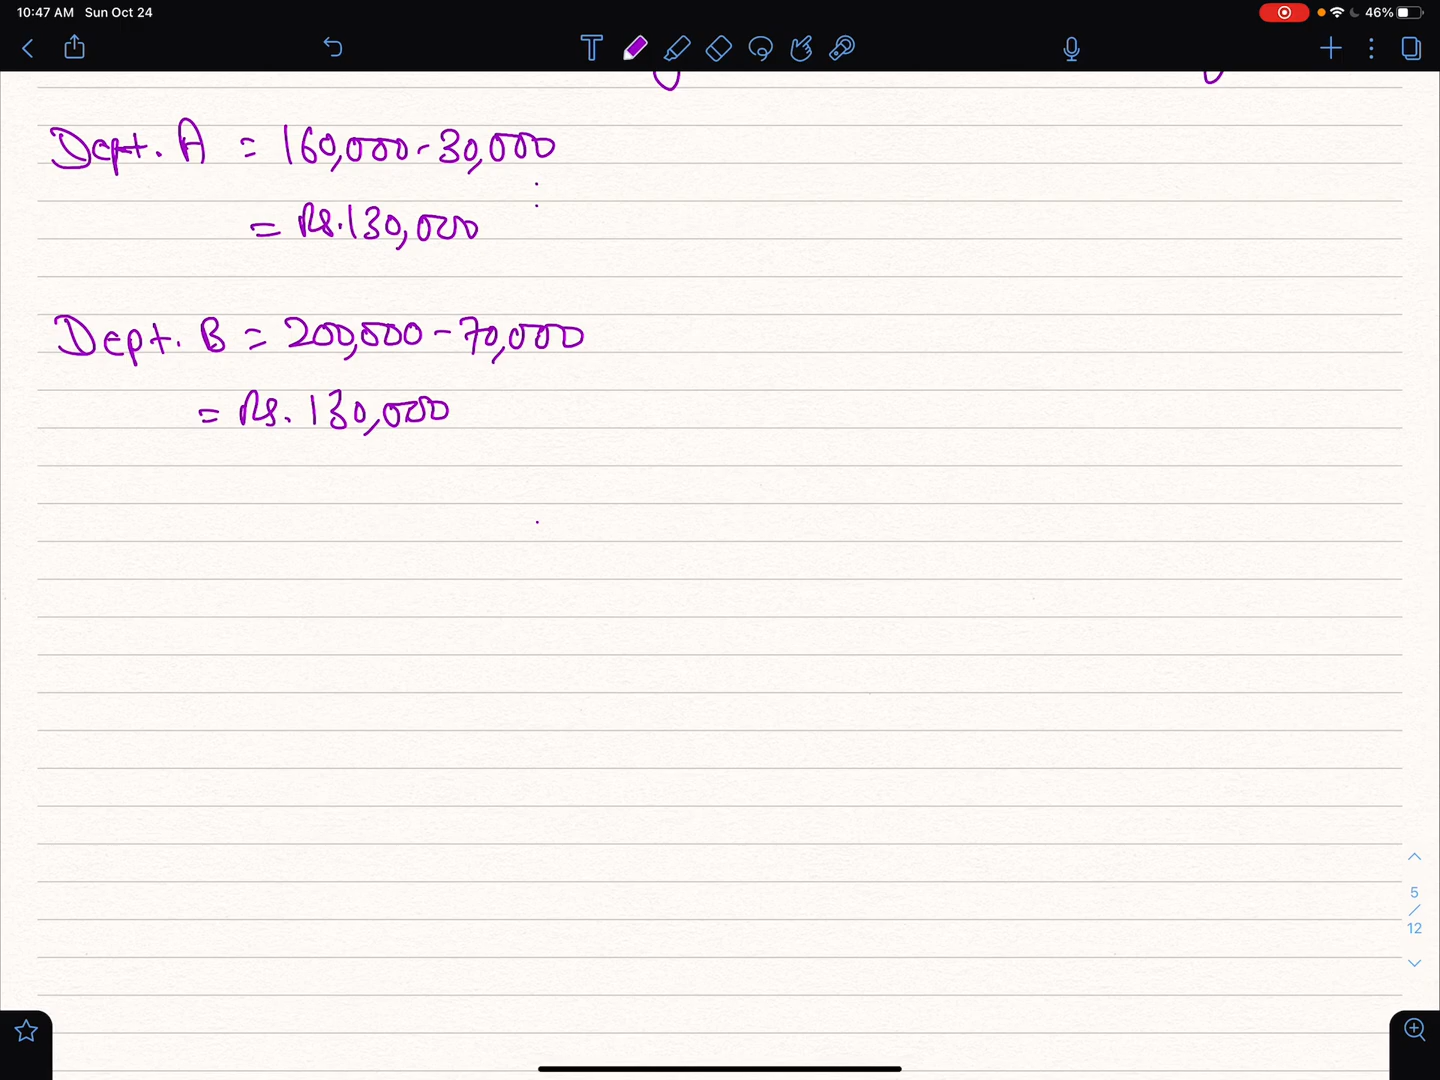 10:47 AM Sun Oct 24
46%
T
Dept. A = 160,000 - 30,000
= Rs. 130,000
Dept. B = 200,000 - 70,000
= Rs. 130,000
5
/
12